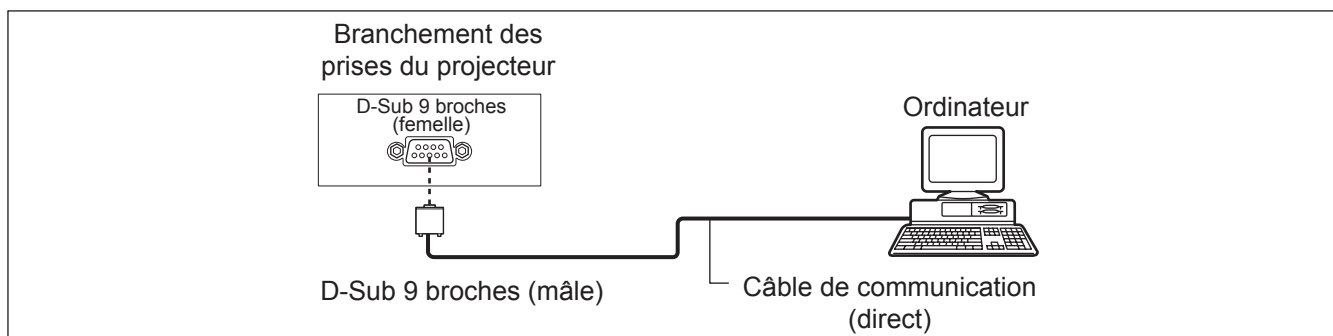 Branchement des
prises du projecteur
D-Sub 9 broches
(femelle)
Ordinateur
D-Sub 9 broches (mâle)
Câble de communication
(direct)